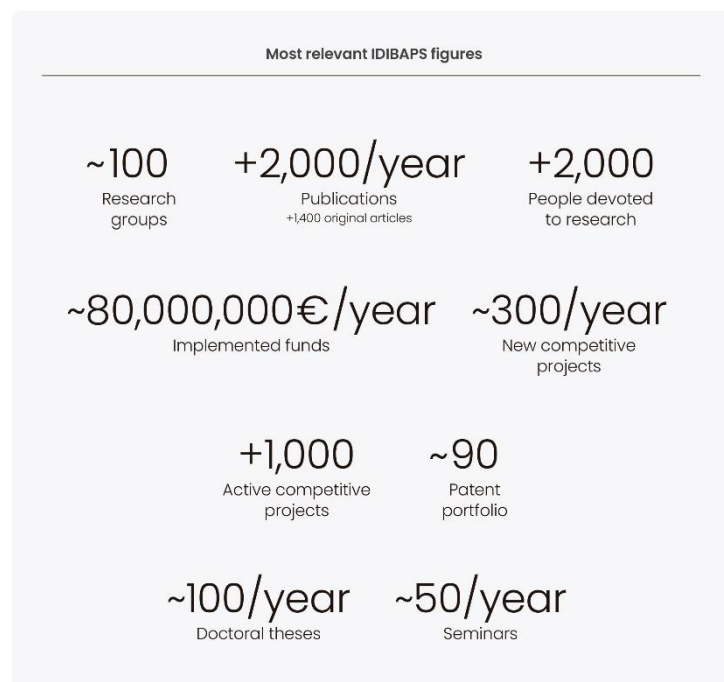 Most relevant IDIBAPS figures
~100
Research
groups
+2,000/year
Publications
+1,400 original articles
+2,000
People devoted
to research
~80,000,000€/year
Implemented funds
~300/year
New competitive
projects
+1,000
Active competitive
projects
~90
Patent
portfolio
~100/year
Doctoral theses
~50/year
Seminars